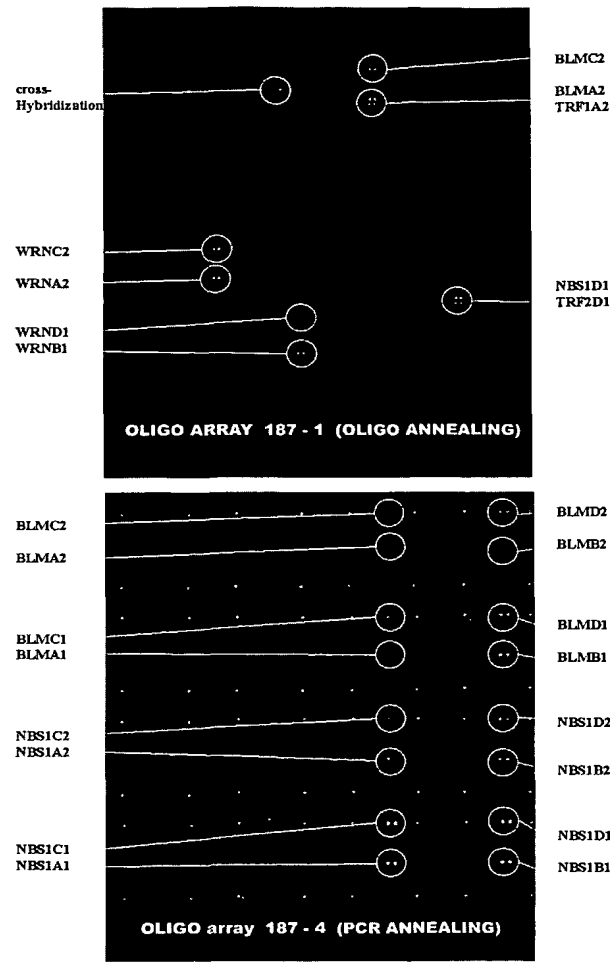 BLMC2
cross-
Hybridization
BLMA2
TRF1A2
WRNC2
WRNA2
NBS1D1
TRF2D1
WRND1
WRNB1
OLIGO ARRAY 187 - 1 (OLIGO ANNEALING)
BLMC2
BLMD2
BLMA2
BLMB2
BLMC1
BLMA1
BLMD1
BLMB1
NBS1C2
NBS1A2
NBS1D2
NBS1B2
NBS1C1
NBS1A1
NBS1D1
NBS1B1
OLIGO array 187 - 4 (PCR ANNEALING)